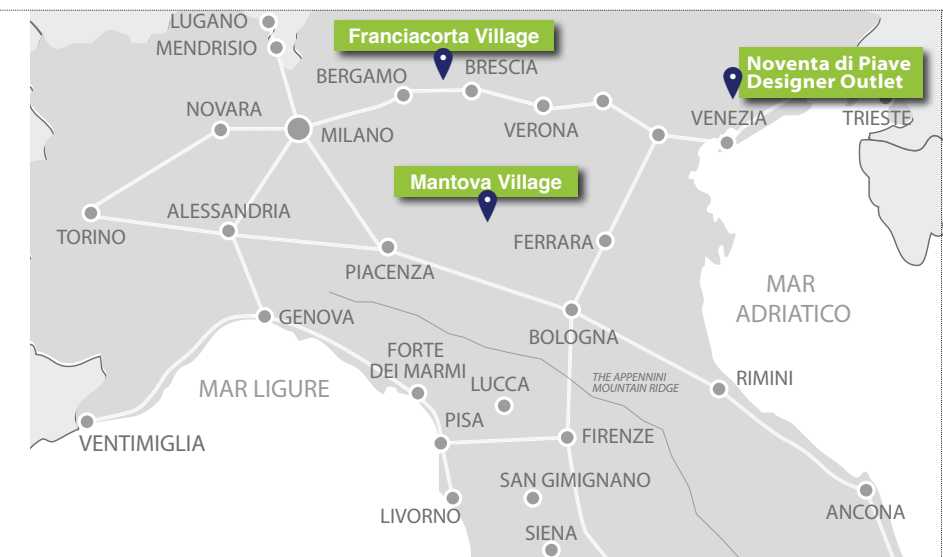 LUGANO
MENDRISIO
Franciacorta Village
BERGAMO
BRESCIA
Noventa di Piave
Designer Outlet
NOVARA
MILANO
VERONA
VENEZIA
TRIESTE
Mantova Village
ALESSANDRIA
TORINO
FERRARA
PIACENZA
MAR
ADRIATICO
GENOVA
BOLOGNA
FORTE
DEI MARMI
MAR LIGURE
LUCCA
THE APPENNINI
MOUNTAIN RIDGE
RIMINI
PISA
VENTIMIGLIA
FIRENZE
SAN GIMIGNANO
LIVORNO
SIENA
ANCONA